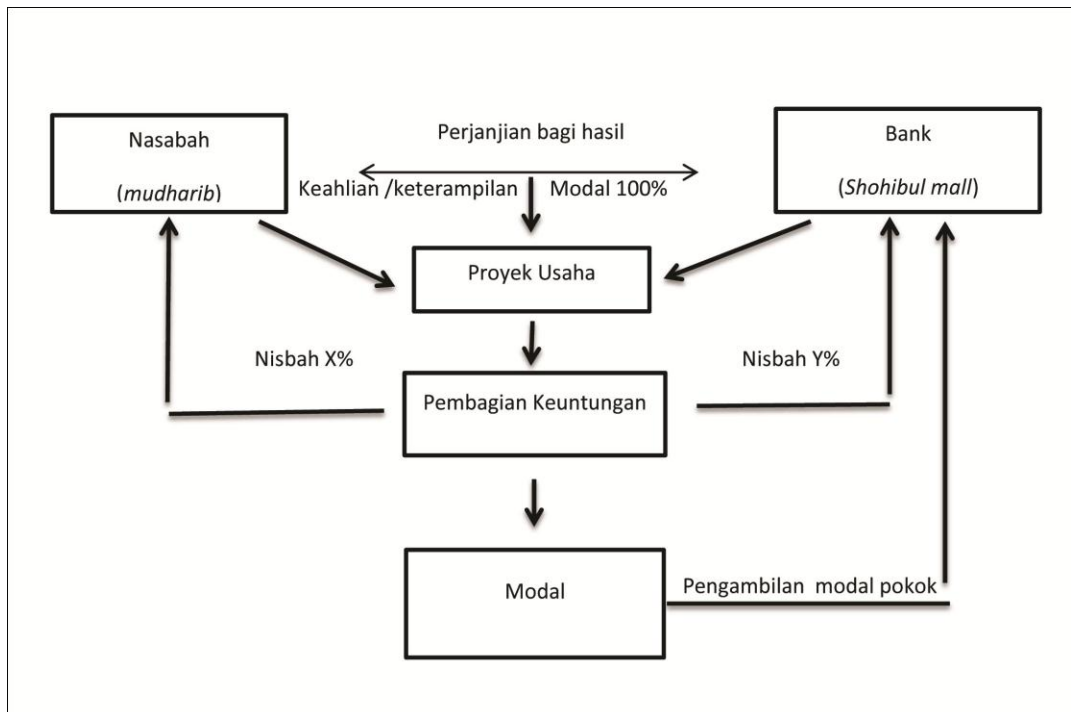 Nasabah
(mudharib)
Perjanjian bagi hasil
Keahlian /keterampilan
Modal 100%
Bank
(Shohibul mall)
Proyek Usaha
Nisbah X%
Nisbah Y%
Pembagian Keuntungan
Modal
Pengambilan modal pokok